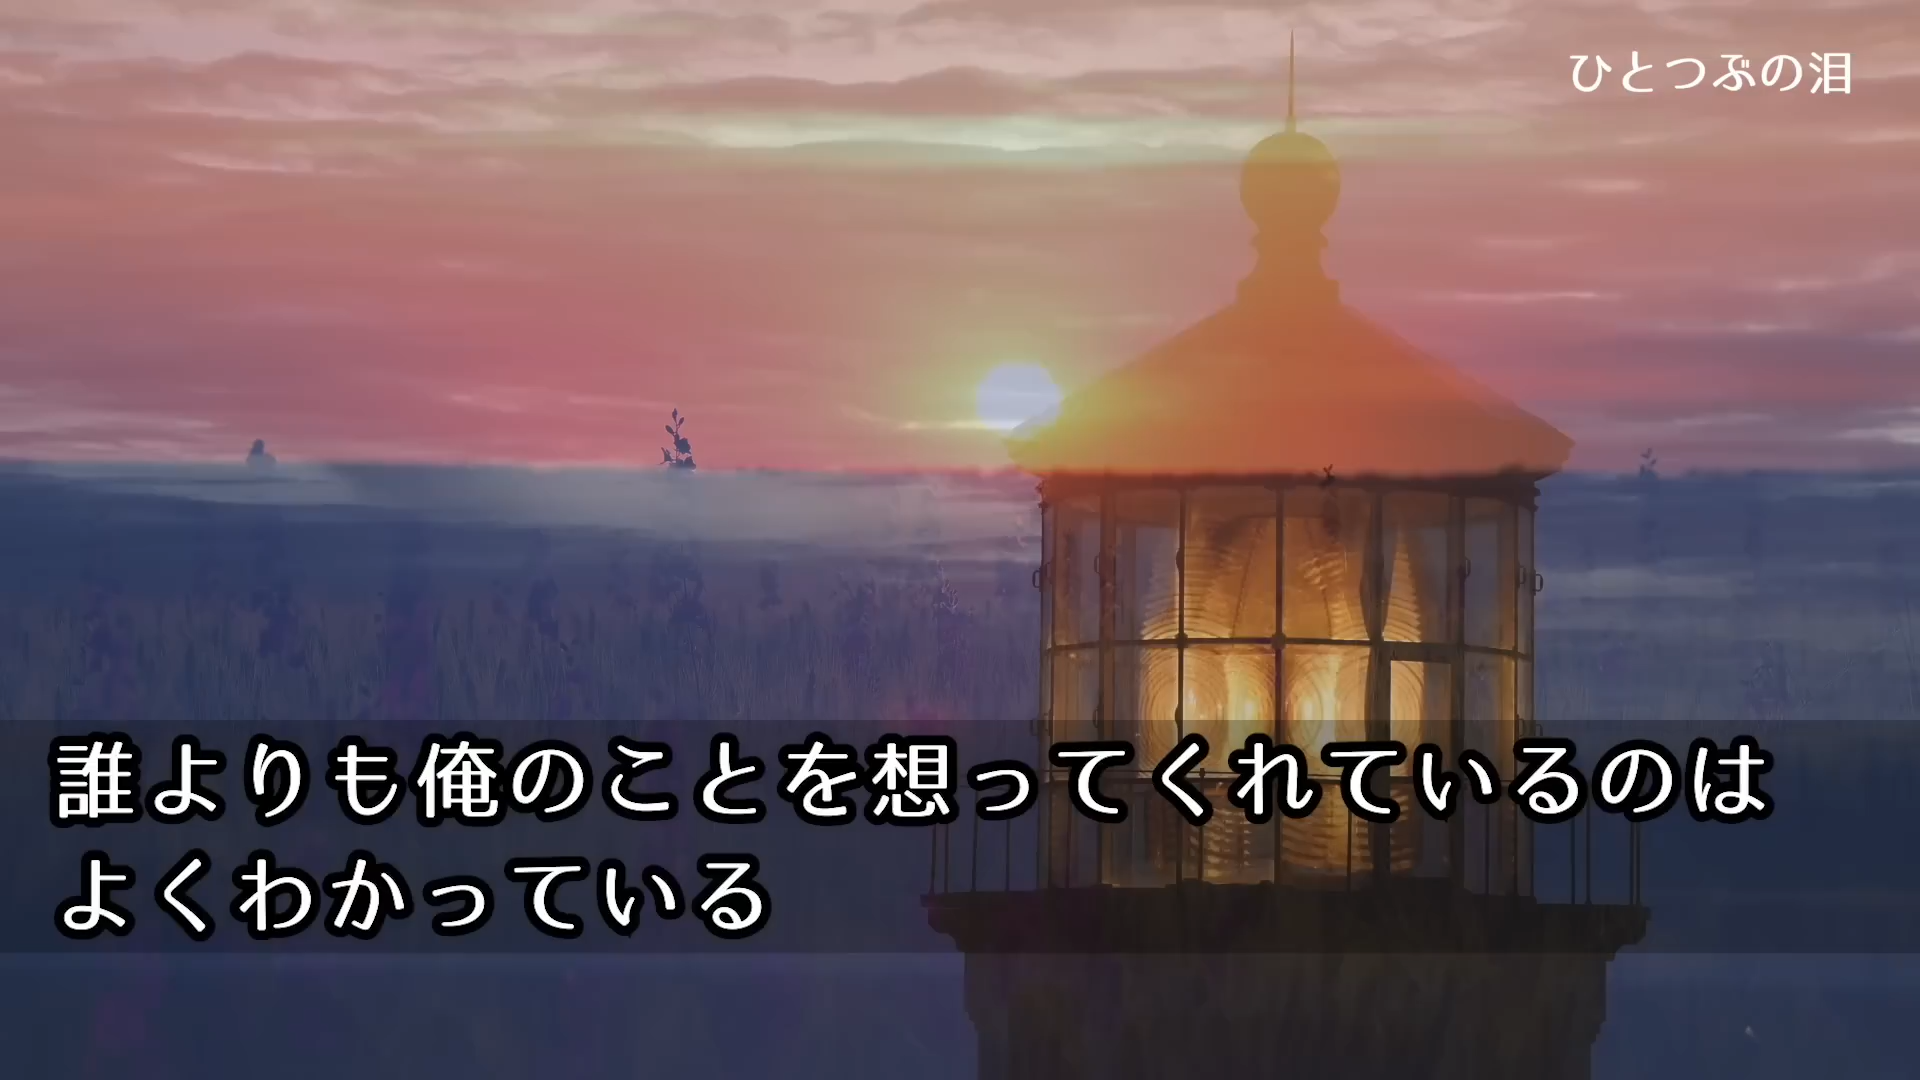 ひとつぶの泪
誰よりも俺のことを想ってくれているのは
よくわかっている